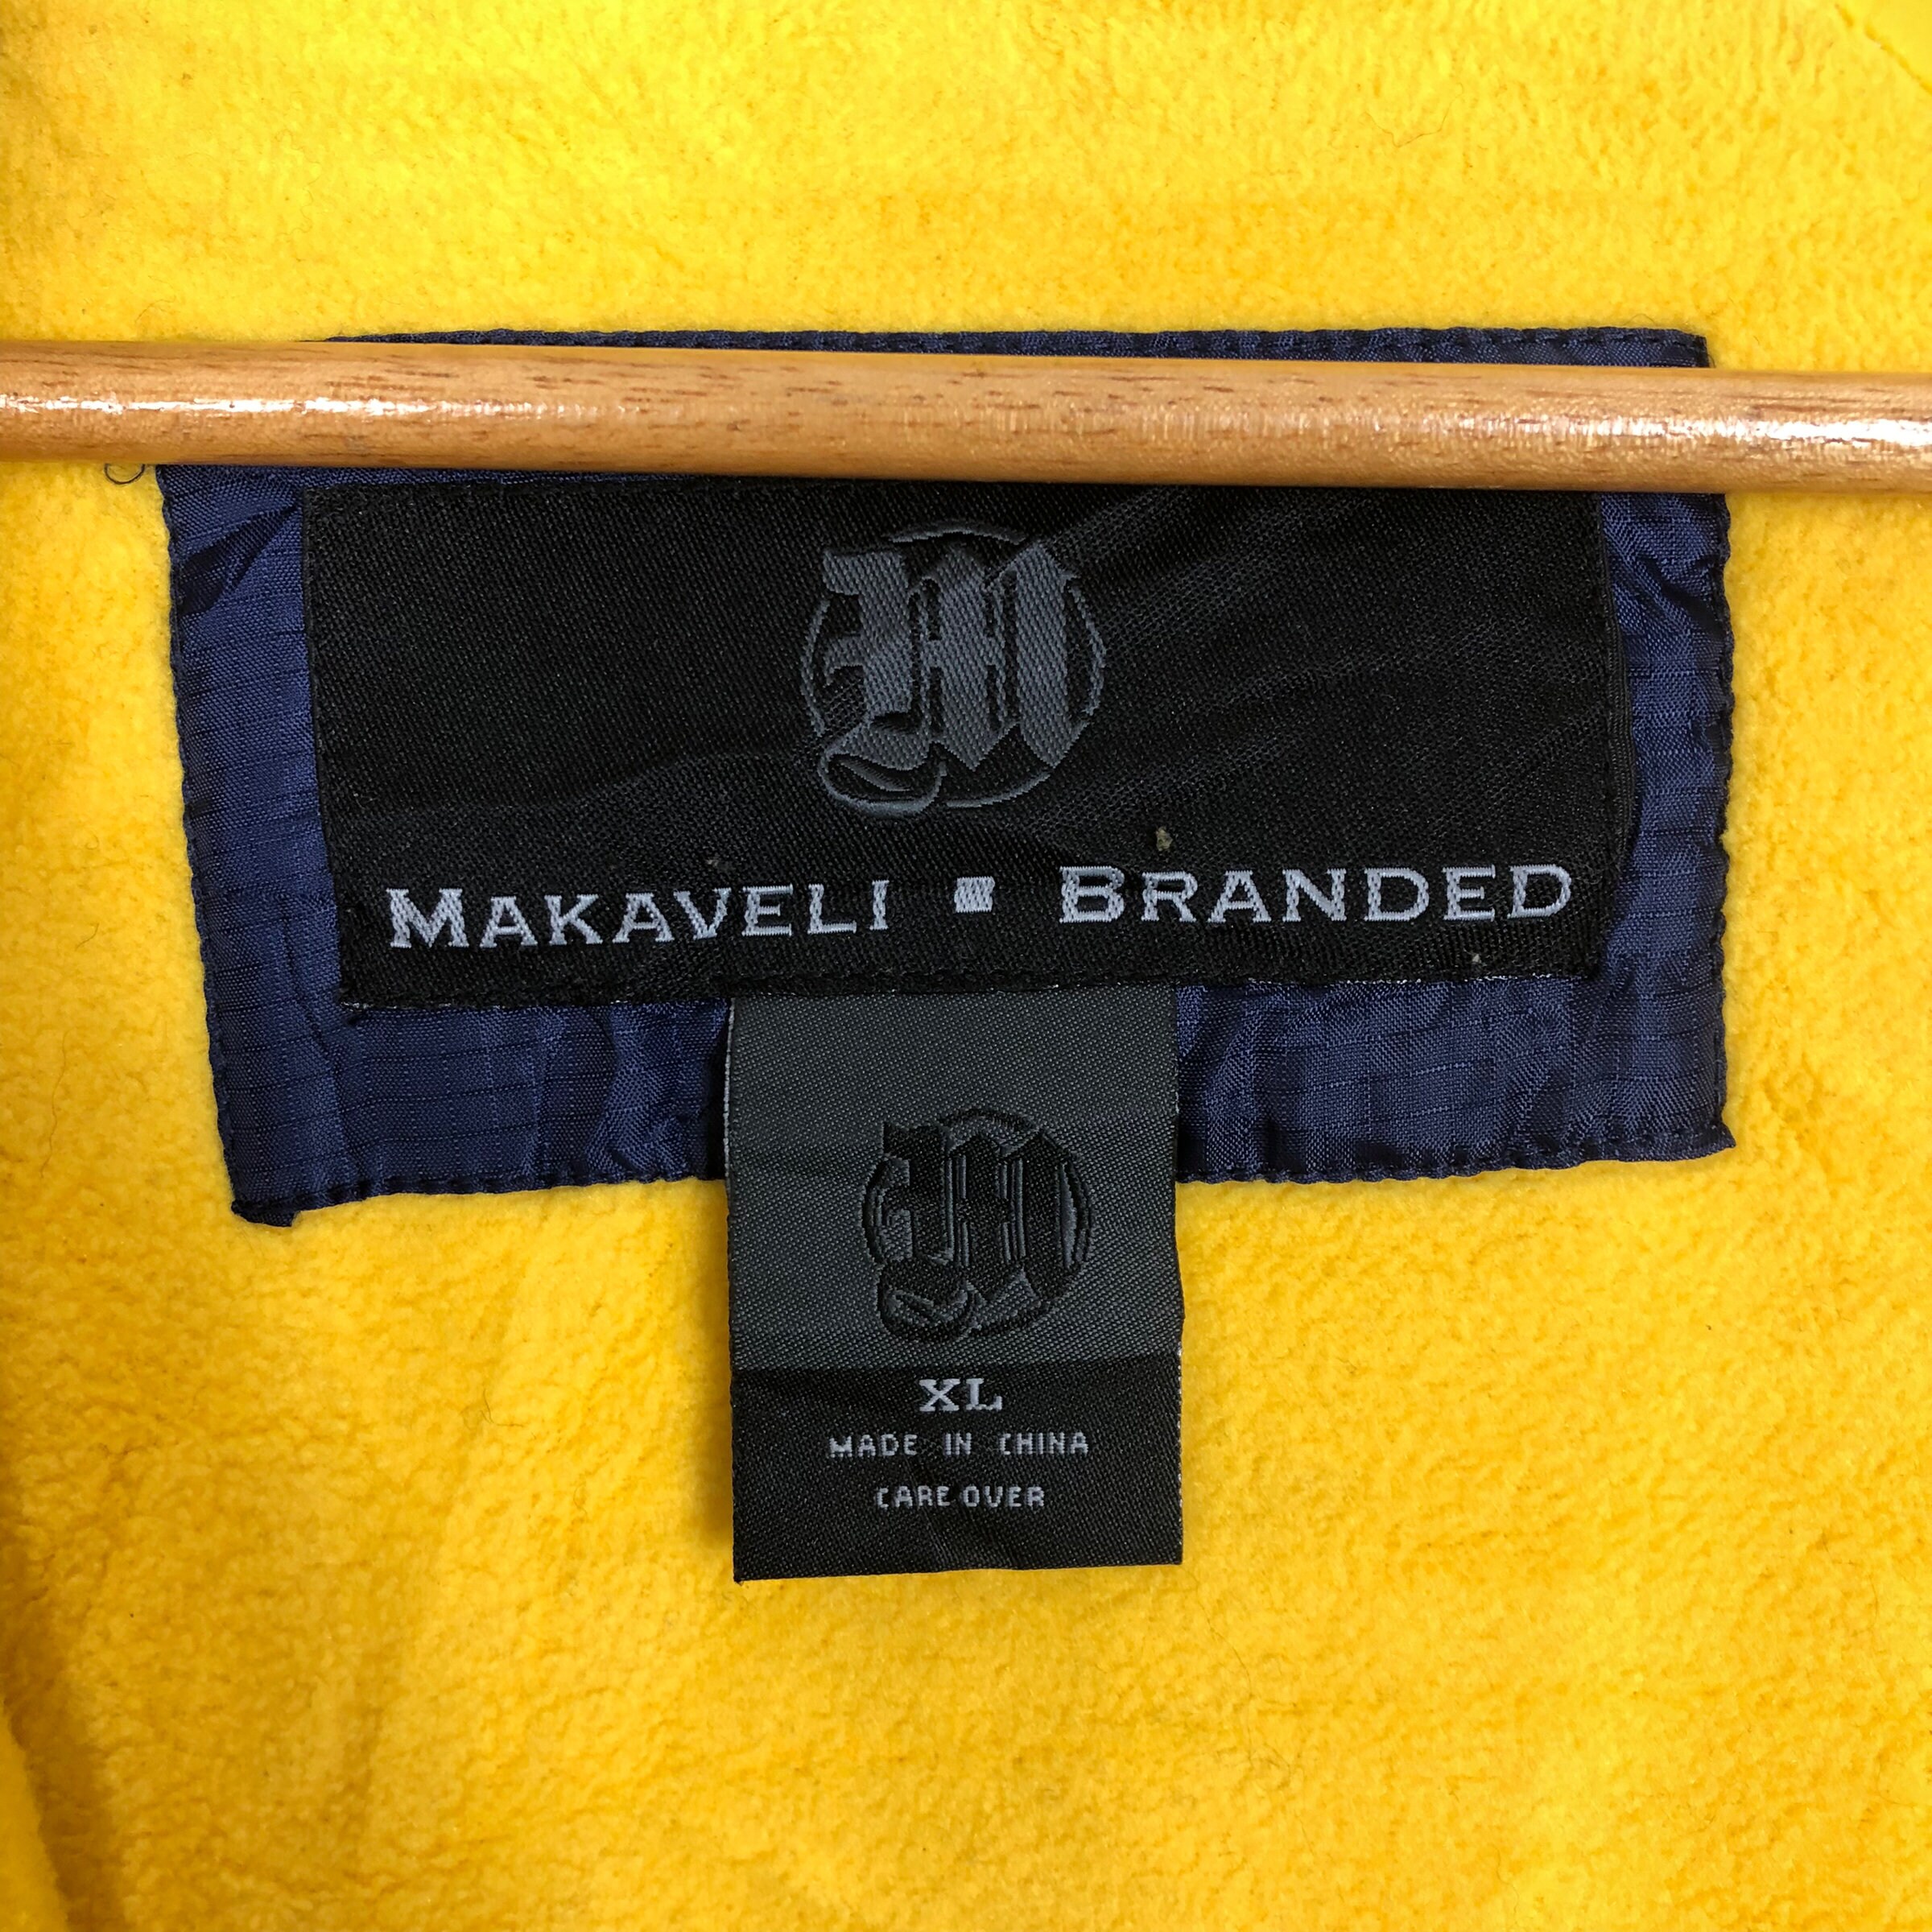 M
MAKAVELI ▪ BRANDED
M
XL
MADE IN CHINA
CARE OVER